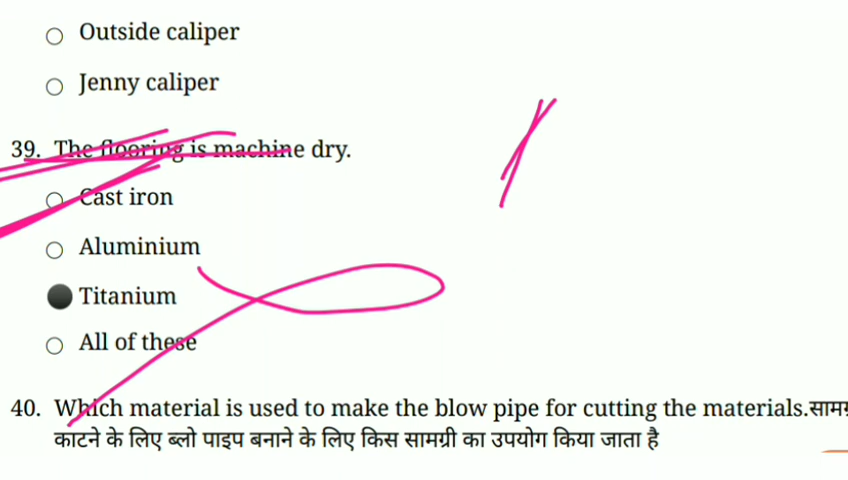 Outside caliper
Jenny caliper
39. The flooring is machine dry.
Cast iron
Aluminium
Titanium
All of these
40. Which material is used to make the blow pipe for cutting the materials.
काटने के लिए ब्लो पाइप बनाने के लिए किस सामग्री का उपयोग किया जाता है